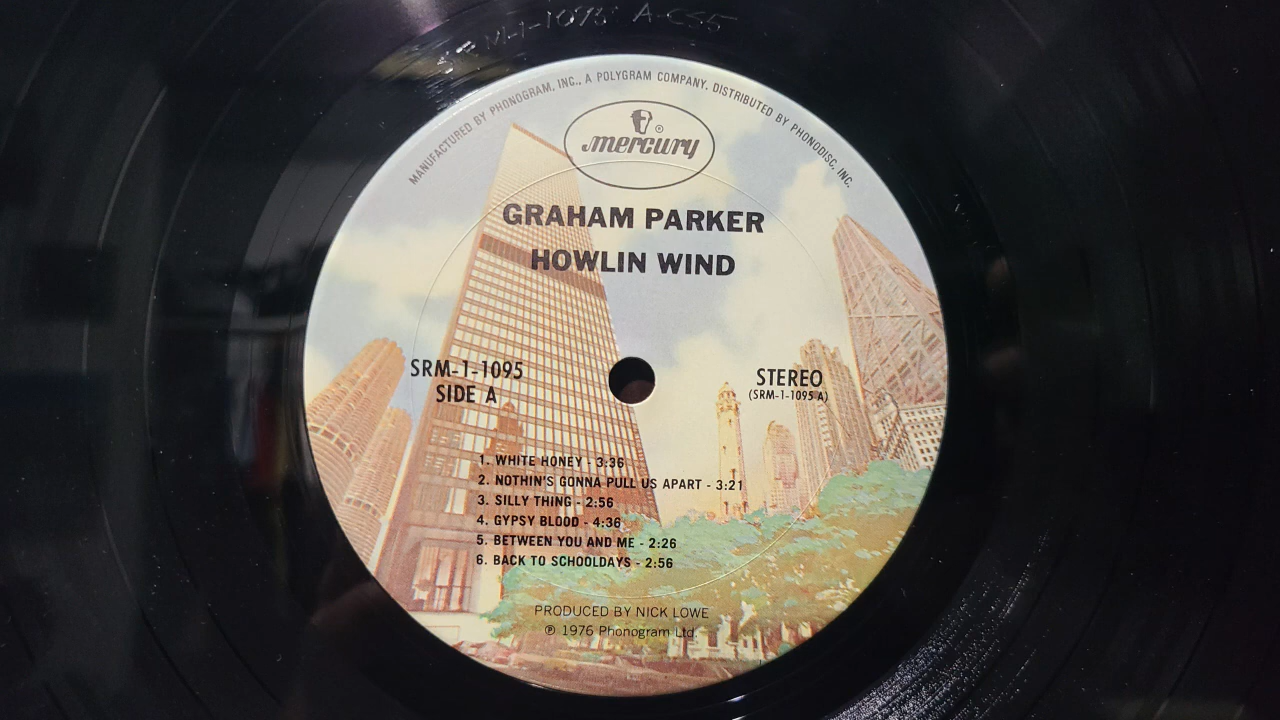 MANUFACTURED BY PHONOGRAM, INC., A POLYGRAM COMPANY. DISTRIBUTED BY PHONODISC, INC.
mercury ®
GRAHAM PARKER
HOWLIN WIND
SRM-1-1095
SIDE A
STEREO
(SRM-1-1095 A)
1. WHITE HONEY - 3:36
2. NOTHIN'S GONNA PULL US APART - 3:21
3. SILLY THING - 2:56
4. GYPSY BLOOD - 4:36
5. BETWEEN YOU AND ME - 2:26
6. BACK TO SCHOOLDAYS - 2:56
PRODUCED BY NICK LOWE
℗ 1976 Phonogram Ltd.